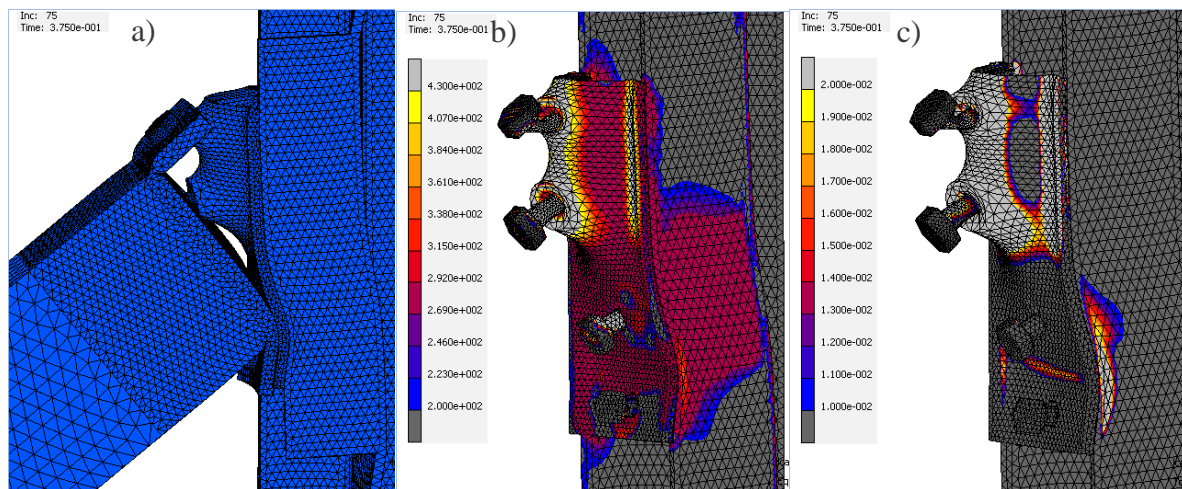 Inc: 75
Time: 3.750e-001
a)
Inc: 75
Time: 3.750e-001
b)
4.300e+002
4.070e+002
3.840e+002
3.610e+002
3.380e+002
3.150e+002
2.920e+002
2.690e+002
2.460e+002
2.230e+002
2.000e+002
Inc: 75
Time: 3.750e-001
c)
2.000e-002
1.900e-002
1.800e-002
1.700e-002
1.600e-002
1.500e-002
1.400e-002
1.300e-002
1.200e-002
1.100e-002
1.000e-002